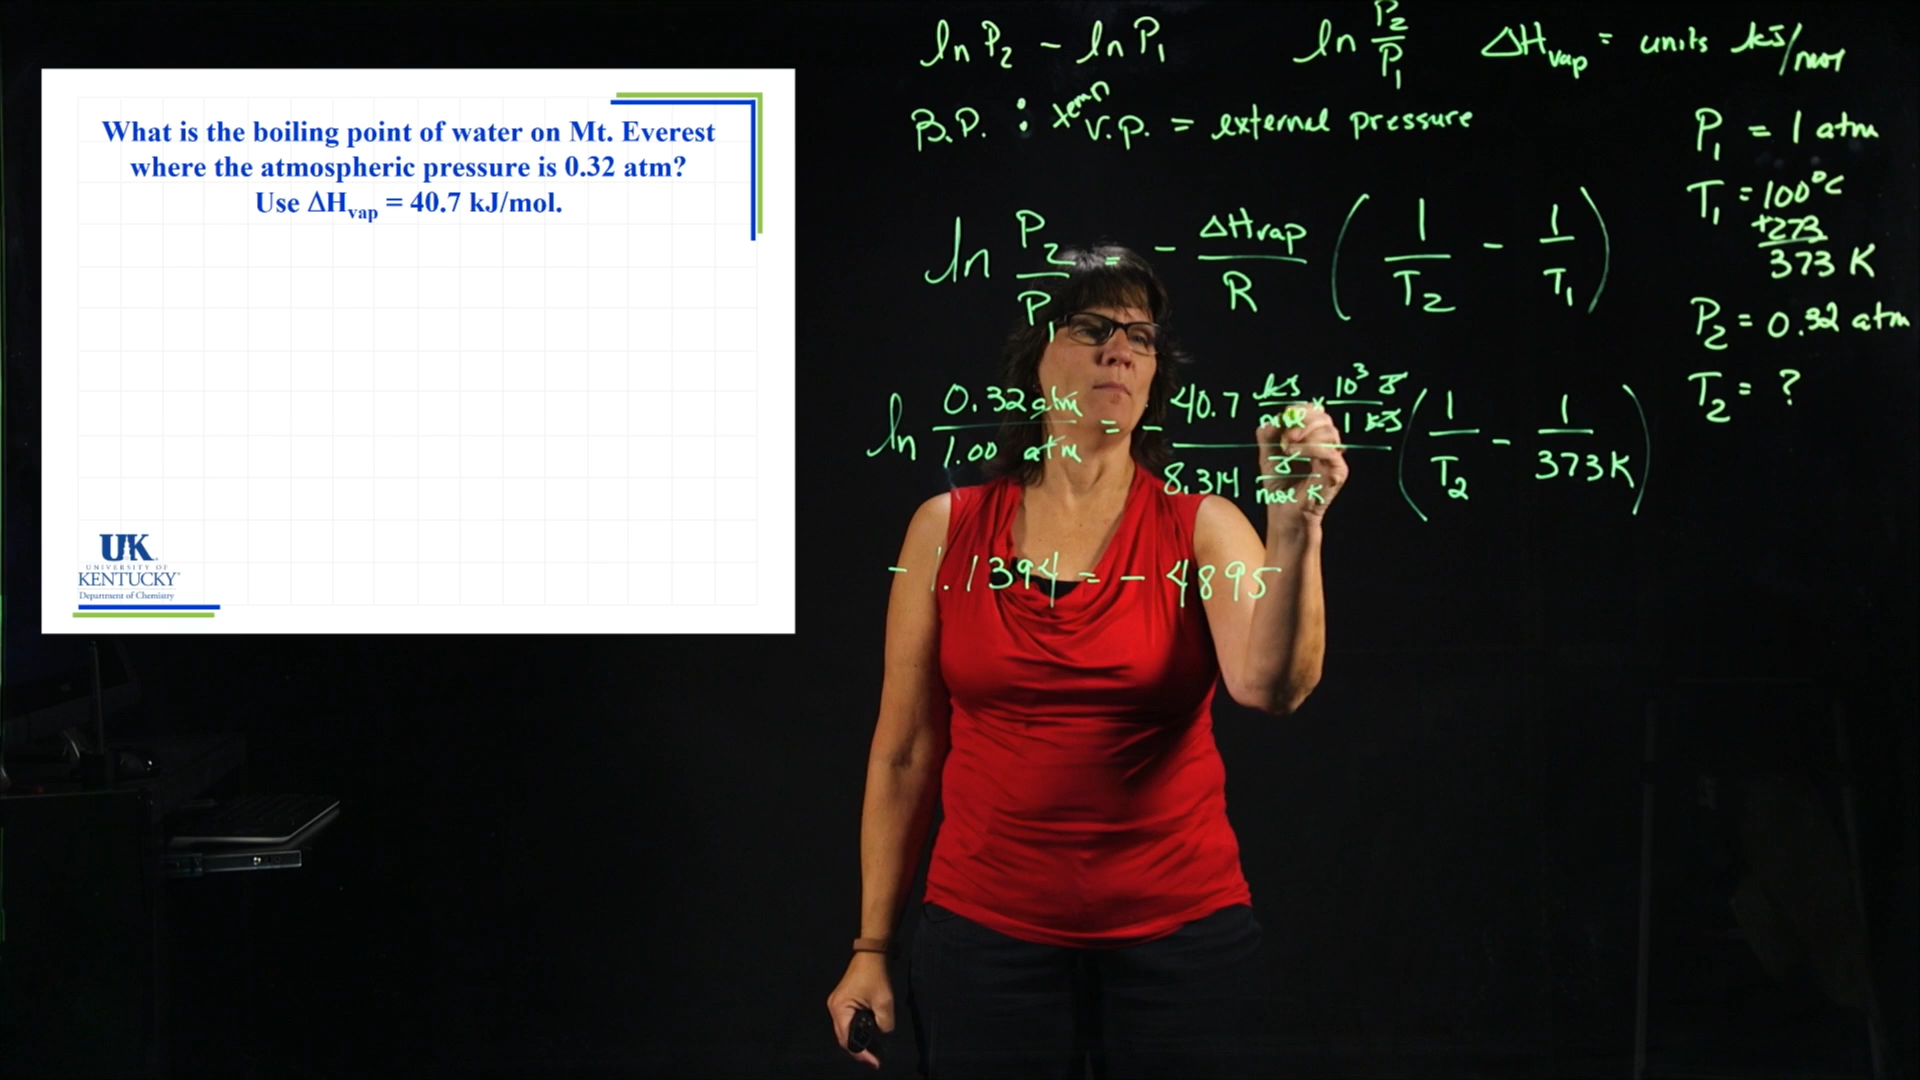 What is the boiling point of water on Mt. Everest
where the atmospheric pressure is 0.32 atm?
Use ΔHvap = 40.7 kJ/mol.
UK
UNIVERSITY OF
KENTUCKY
Department of Chemistry
ln P2 - ln P1
ln P2/P1
ΔHvap = units kJ/mol
B.P. : temp V.P. = external pressure
P1 = 1 atm
T1 = 100°C
+273
373 K
P2 = 0.32 atm
T2 = ?
ln P2/P1 = - ΔHvap/R ( 1/T2 - 1/T1 )
ln 0.32 atm/1.00 atm = - 40.7 kJ/mol x 10³ J/1 kJ / 8.314 J/mol K ( 1/T2 - 1/373K )
- 1.1394 = - 4895